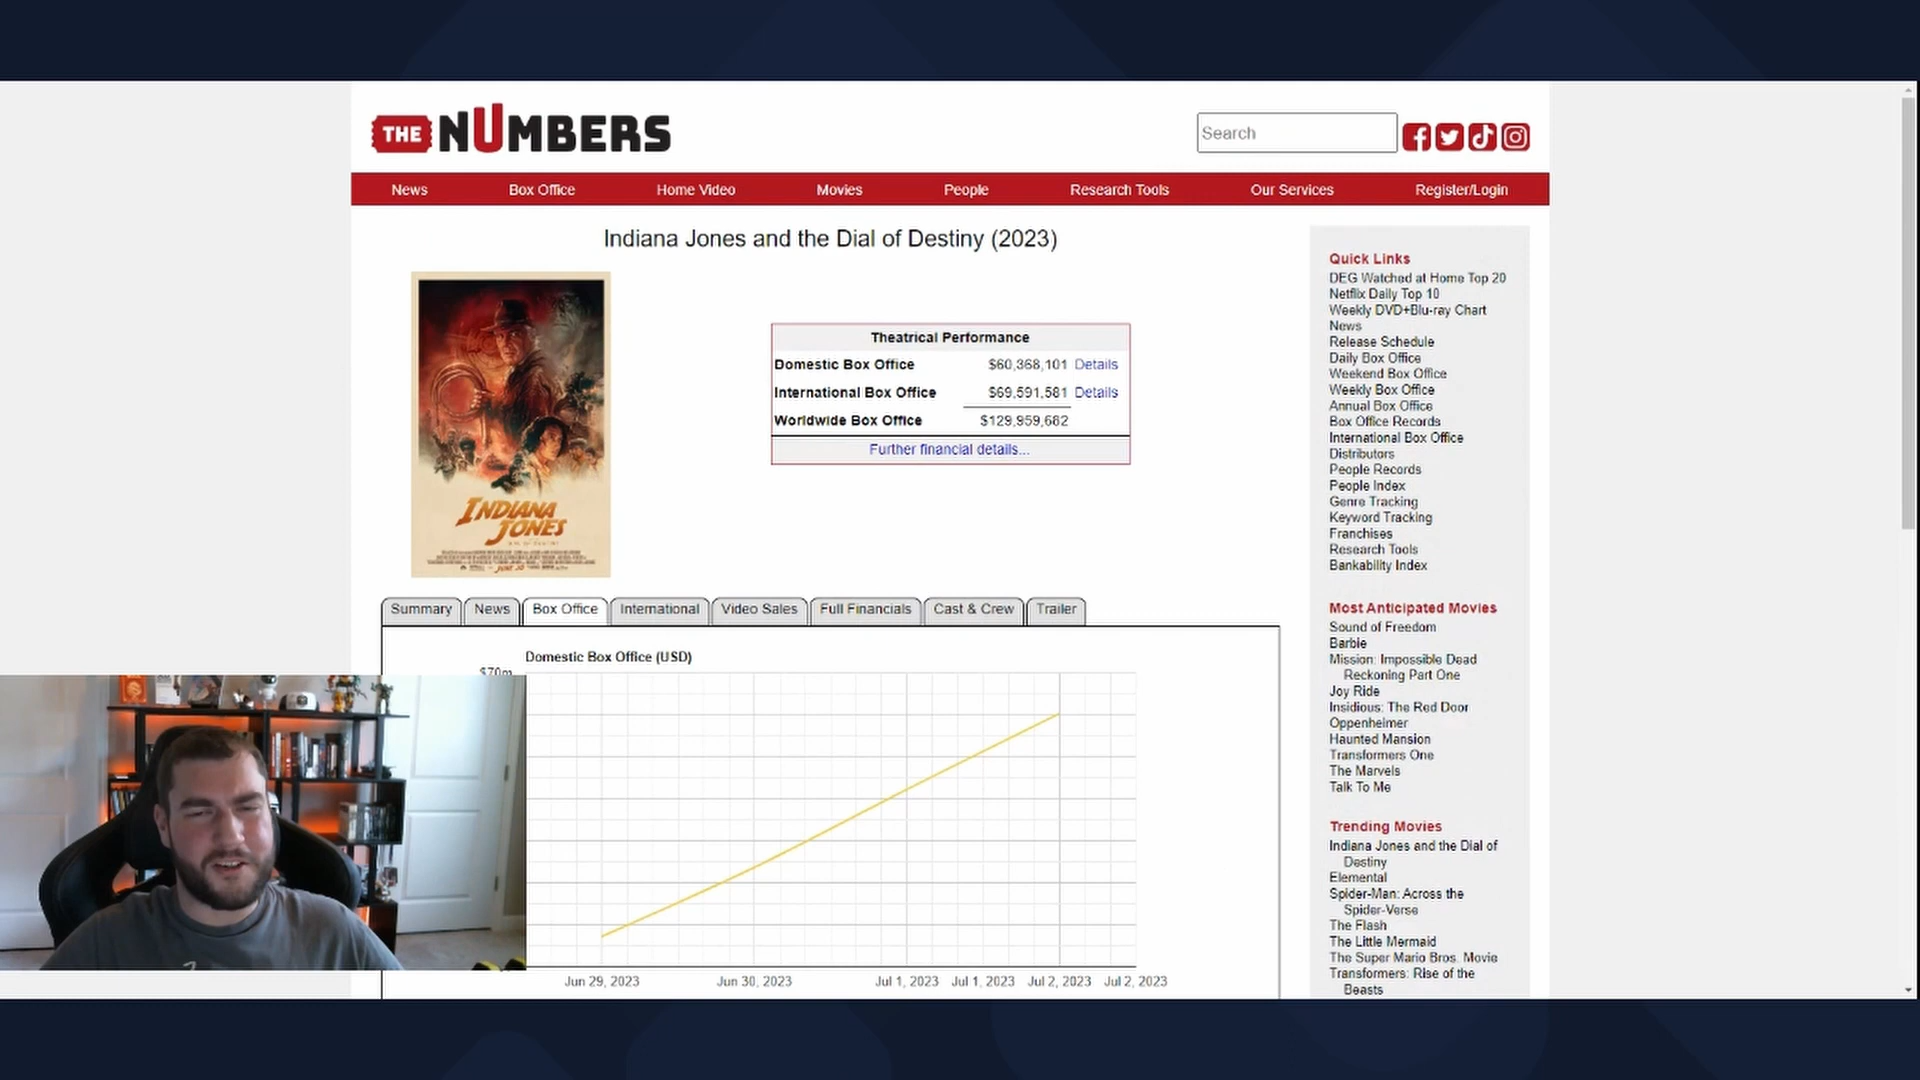 THE NUMBERS
Search
News
Box Office
Home Video
Movies
People
Research Tools
Our Services
Register/Login
Indiana Jones and the Dial of Destiny (2023)
INDIANA
JONES
JUNE 30
Theatrical Performance
Domestic Box Office $60,368,101 Details
International Box Office $69,591,581 Details
Worldwide Box Office $129,959,682
Further financial details...
Summary
News
Box Office
International
Video Sales
Full Financials
Cast & Crew
Trailer
Domestic Box Office (USD)
$70m
Jun 29, 2023
Jun 30, 2023
Jul 1, 2023
Jul 1, 2023
Jul 2, 2023
Jul 2, 2023
Quick Links
DEG Watched at Home Top 20
Netflix Daily Top 10
Weekly DVD+Blu-ray Chart
News
Release Schedule
Daily Box Office
Weekend Box Office
Weekly Box Office
Annual Box Office
Box Office Records
International Box Office
Distributors
People Records
People Index
Genre Tracking
Keyword Tracking
Franchises
Research Tools
Bankability Index
Most Anticipated Movies
Sound of Freedom
Barbie
Mission: Impossible Dead
Reckoning Part One
Joy Ride
Insidious: The Red Door
Oppenheimer
Haunted Mansion
Transformers One
The Marvels
Talk To Me
Trending Movies
Indiana Jones and the Dial of
Destiny
Elemental
Spider-Man: Across the
Spider-Verse
The Flash
The Little Mermaid
The Super Mario Bros. Movie
Transformers: Rise of the
Beasts